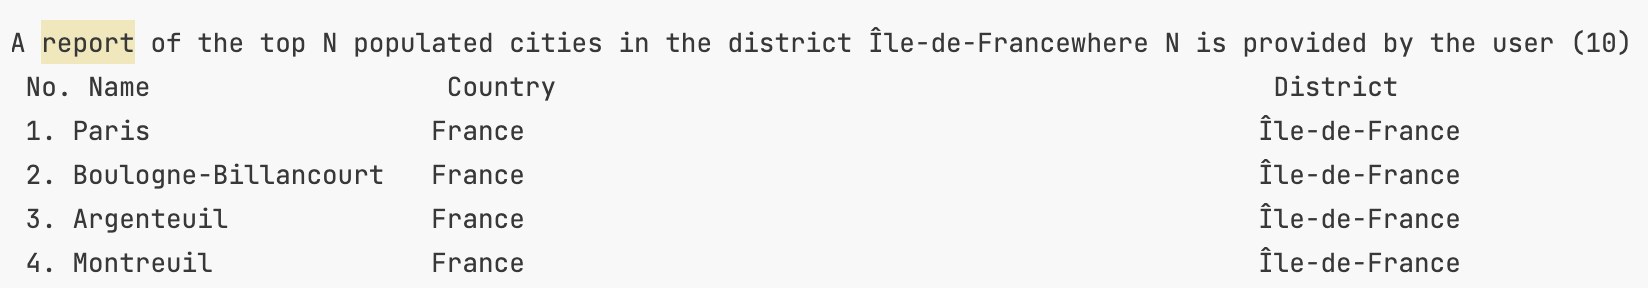 A report of the top N populated cities in the district Île-de-Francewhere N is provided by the user (10)
No. Name Country District
1. Paris France Île-de-France
2. Boulogne-Billancourt France Île-de-France
3. Argenteuil France Île-de-France
4. Montreuil France Île-de-France